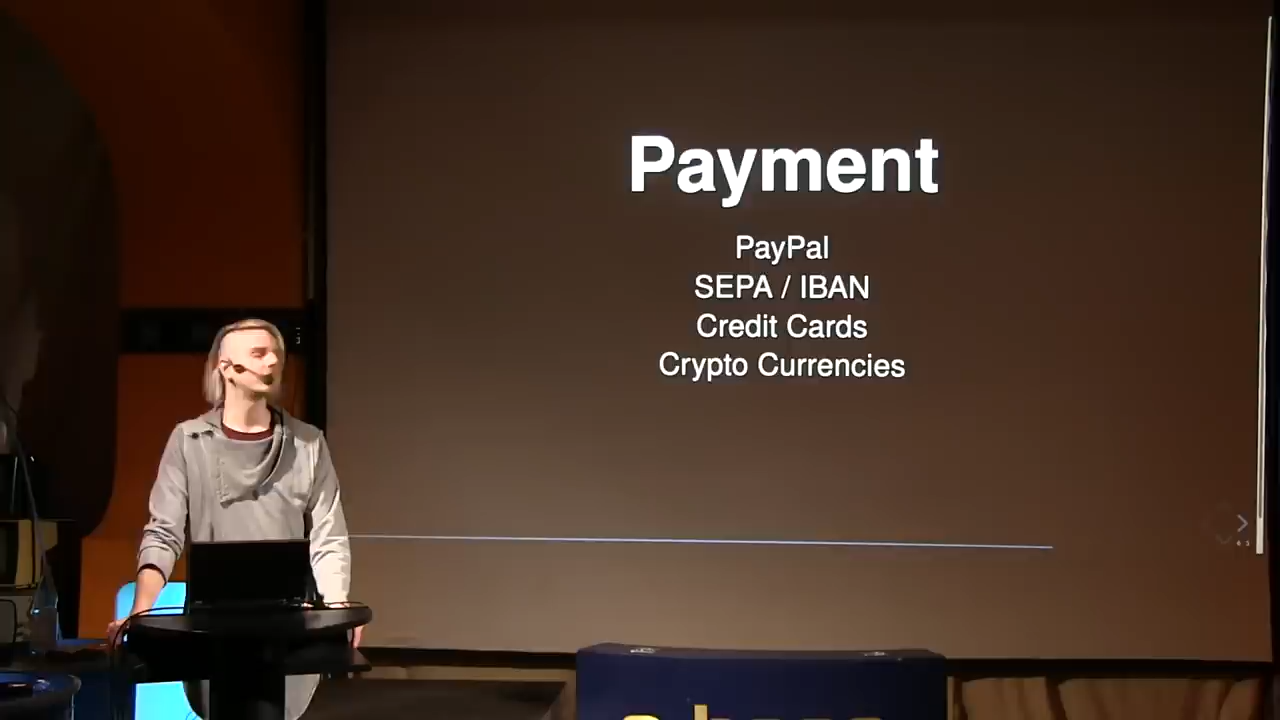 Payment
PayPal
SEPA / IBAN
Credit Cards
Crypto Currencies